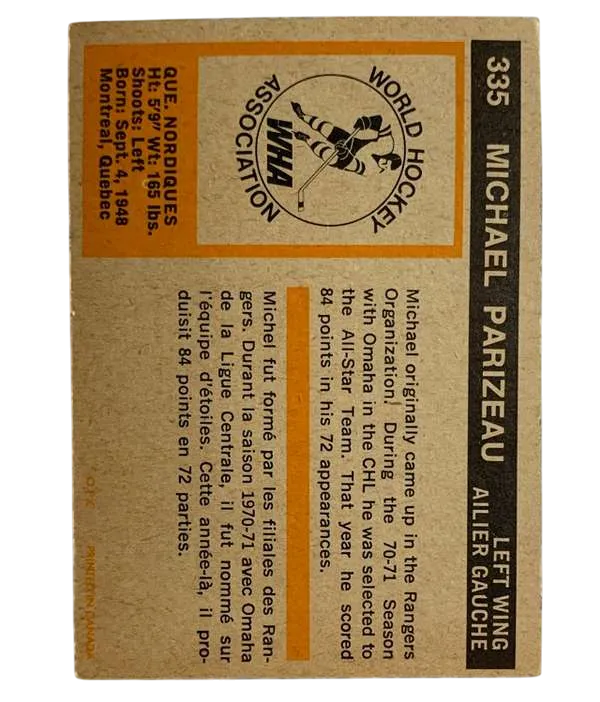 335 MICHAEL PARIZEAU LEFT WING
AILIER GAUCHE
WORLD HOCKEY
ASSOCIATION
WHA
QUE. NORDIQUES
Ht: 5'9" Wt: 165 lbs.
Shoots: Left
Born: Sept. 4, 1948
Montreal, Quebec
Michael originally came up in the Rangers
Organization. During the 70-71 Season
with Omaha in the CHL he was selected to
the All-Star Team. That year he scored
84 points in his 72 appearances.
Michel fut formé par les filiales des Ran-
gers. Durant la saison 1970-71 avec Omaha
de la Ligue Centrale, il fut nommé sur
l'équipe d'étoiles. Cette année-là, il pro-
duisit 84 points en 72 parties.
O.P.C. PRINTED IN CANADA